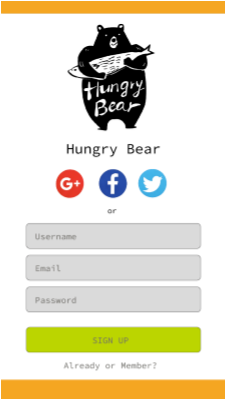 Hungry
Bear
Hungry Bear
G+ f
or
Username
Email
Password
SIGN UP
Already or Member?